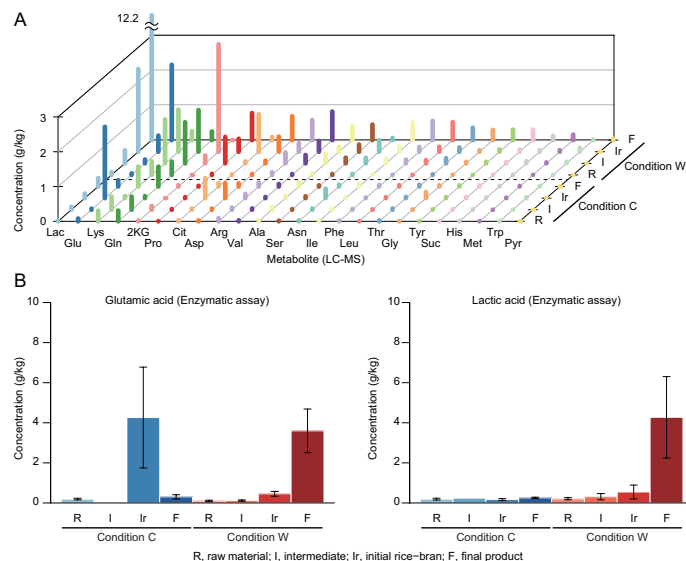 A
12.2
Concentration (g/kg)
3
2
1
0
Lac Lys 2KG Cit Arg Ala Asn Phe Thr Tyr His Trp
Glu Gln Pro Asp Val Ser Ile Leu Gly Suc Met Pyr
Metabolite (LC-MS)
R I Ir F R I Ir F
Condition C
Condition W
B
Glutamic acid (Enzymatic assay)
Concentration (g/kg)
10
8
6
4
2
0
R I Ir F R I Ir F
Condition C Condition W
Lactic acid (Enzymatic assay)
Concentration (g/kg)
10
8
6
4
2
0
R I Ir F R I Ir F
Condition C Condition W
R, raw material; I, intermediate; Ir, initial rice−bran; F, final product